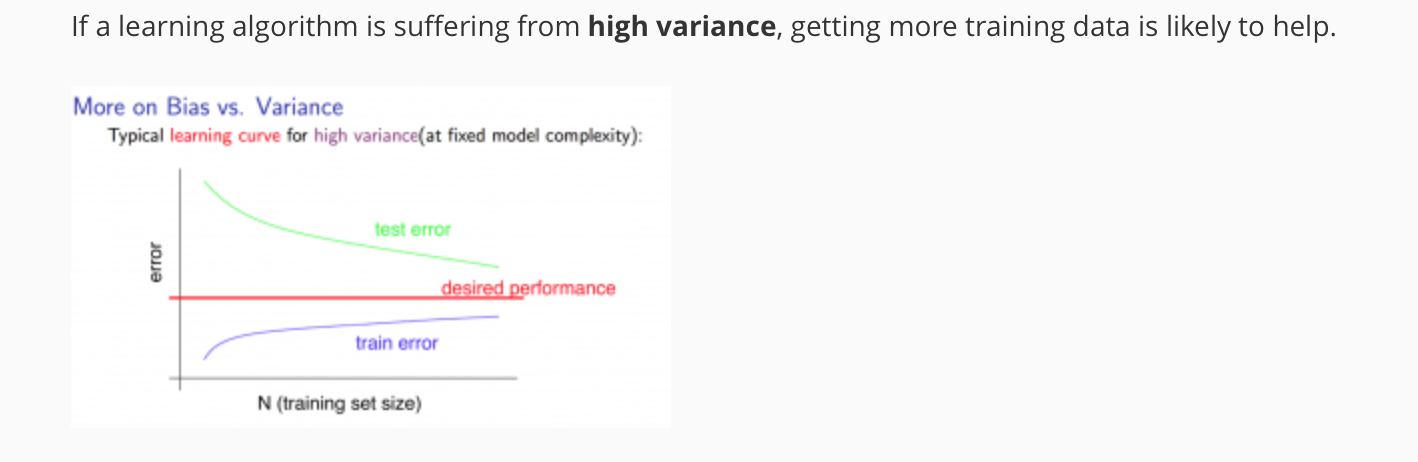 If a learning algorithm is suffering from high variance, getting more training data is likely to help.
More on Bias vs. Variance
Typical learning curve for high variance(at fixed model complexity):
test error
error
desired performance
train error
N (training set size)